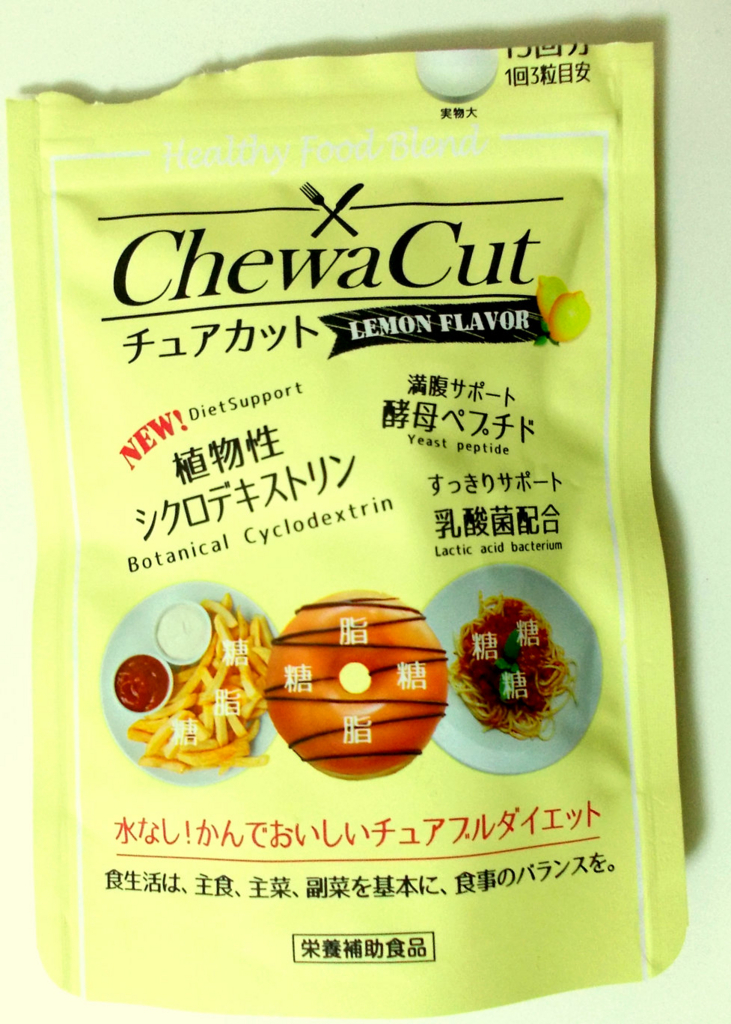 15回分
1回3粒目安
実物大
Healthy Food Blend
ChewaCut
チュアカット
LEMON FLAVOR
NEW! DietSupport
植物性
シクロデキストリン
Botanical Cyclodextrin
満腹サポート
酵母ペプチド
Yeast peptide
すっきりサポート
乳酸菌配合
Lactic acid bacterium
糖
脂
糖
脂
糖
糖
脂
糖
糖
糖
水なし!かんでおいしいチュアブルダイエット
食生活は、主食、主菜、副菜を基本に、食事のバランスを。
栄養補助食品